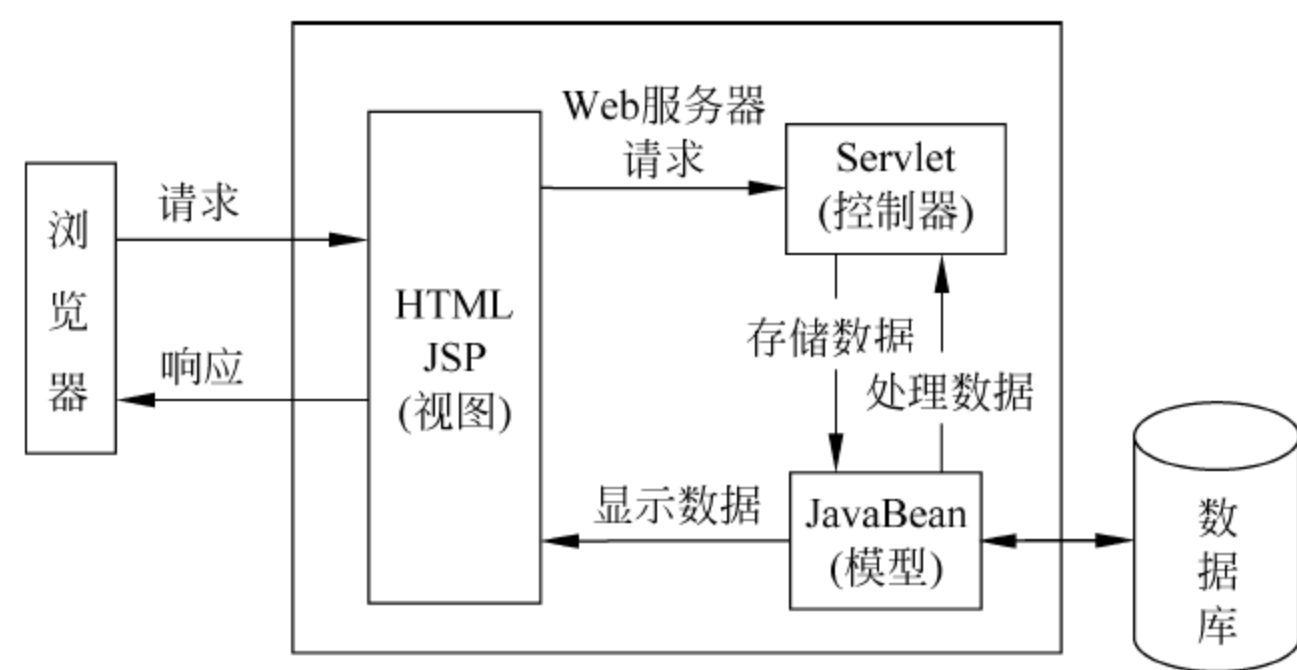 Web服务器
请求
Servlet
(控制器)
请求
浏览器
HTML
JSP
(视图)
响应
存储数据
处理数据
显示数据
JavaBean
(模型)
数据库